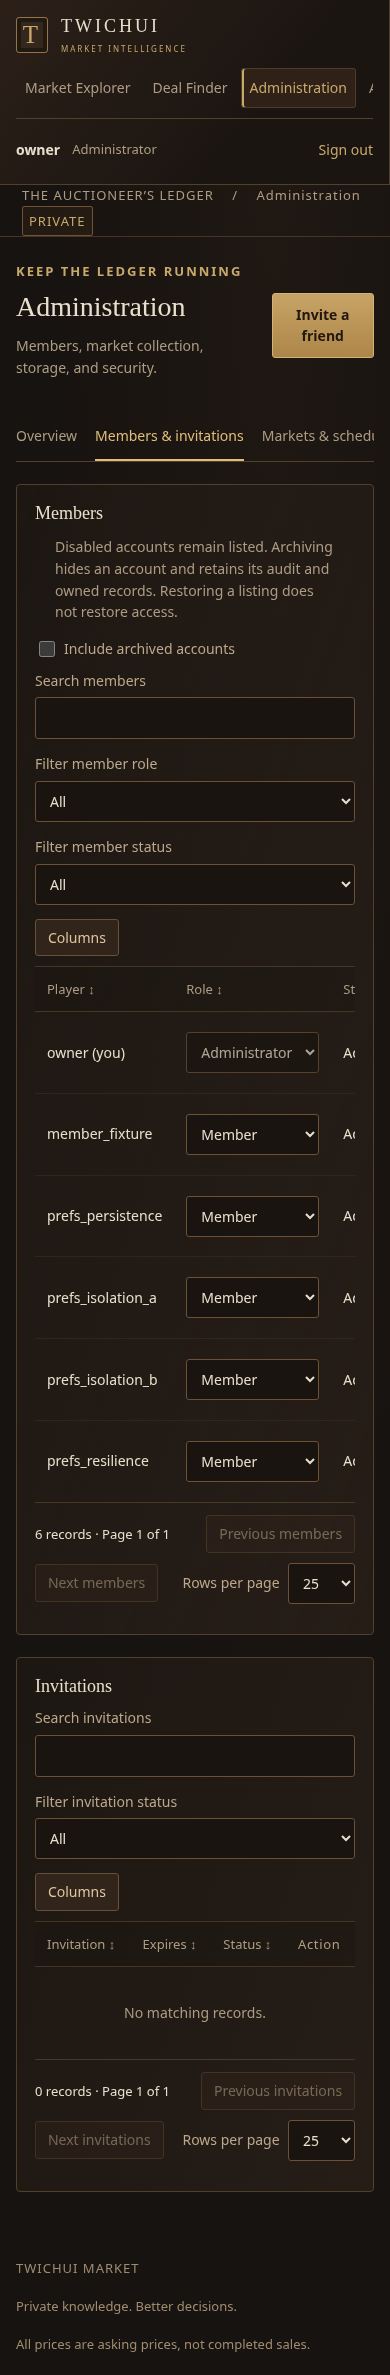 T
TWICHUI
MARKET INTELLIGENCE
Market Explorer Deal Finder Administration
owner Administrator Sign out
THE AUCTIONEER'S LEDGER / Administration
PRIVATE
KEEP THE LEDGER RUNNING
Administration
Members, market collection,
storage, and security.
Invite a
friend
Overview Members & invitations Markets &
Members
Disabled accounts remain listed. Archiving
hides an account and retains its audit and
owned records. Restoring a listing does
not restore access.
Include archived accounts
Search members
Filter member role
All
Filter member status
All
Columns
Player ↕ Role ↕
owner (you) Administrator
member_fixture Member
prefs_persistence Member
prefs_isolation_a Member
prefs_isolation_b Member
prefs_resilience Member
6 records · Page 1 of 1 Previous members
Next members Rows per page 25
Invitations
Search invitations
Filter invitation status
All
Columns
Invitation ↕ Expires ↕ Status ↕ Action
No matching records.
0 records · Page 1 of 1 Previous invitations
Next invitations Rows per page 25
TWICHUI MARKET
Private knowledge. Better decisions.
All prices are asking prices, not completed sales.